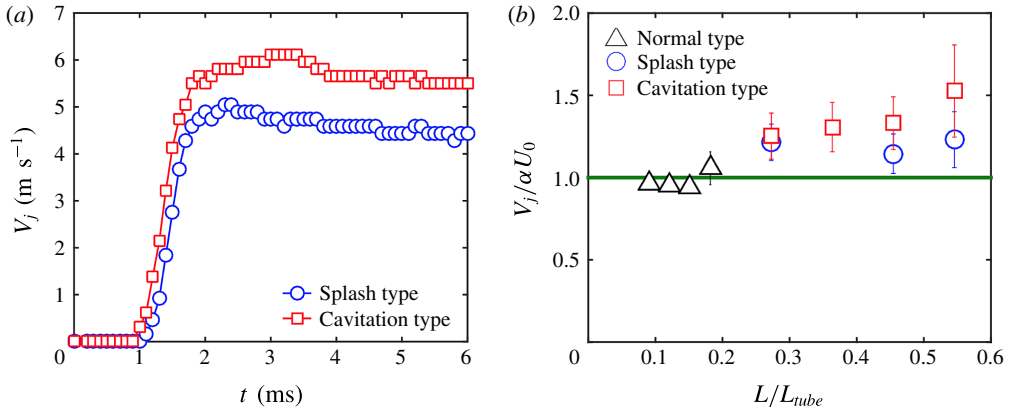 (a)
7
6
5
4
3
2
1
0
1
2
3
4
5
6
V_j (m s⁻¹)
t (ms)
Splash type
Cavitation type
(b)
2.0
1.5
1.0
0.5
0
0.1
0.2
0.3
0.4
0.5
0.6
V_j/αU_0
L/L_tube
Normal type
Splash type
Cavitation type